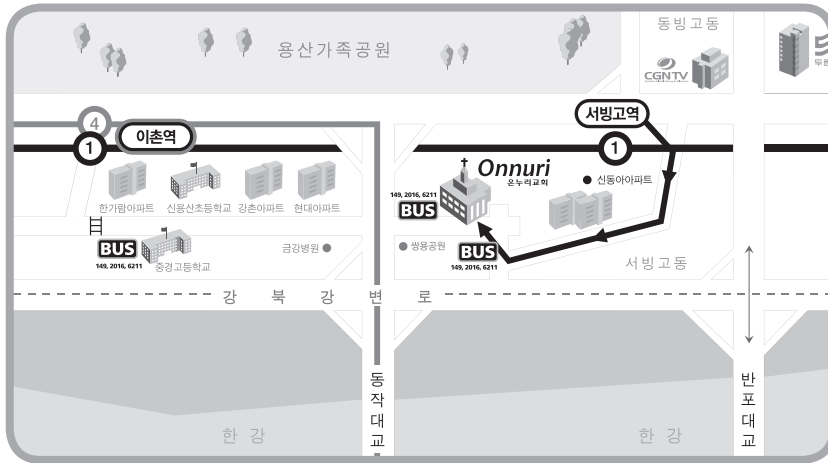 동빙고동
용산가족공원
CGNTV
두란
4
이촌역
서빙고역
1
1
Onnuri
온누리교회
신동아아파트
149, 2016, 6211
BUS
한가람아파트
신용산초등학교
강촌아파트
현대아파트
BUS
149, 2016, 6211
중경고등학교
금강병원
쌍용공원
BUS
149, 2016, 6211
서빙고동
강 북 강 변 로
동작대교
반포대교
한 강
한 강